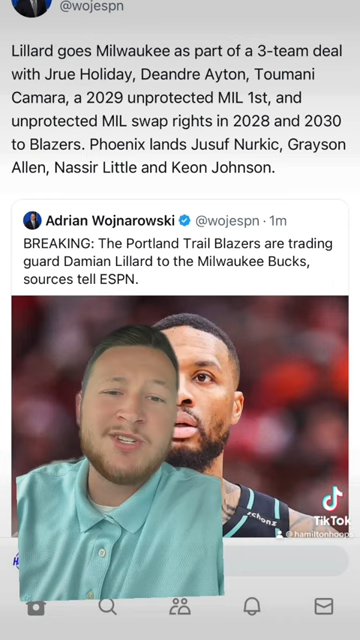 @wojespn
Lillard goes Milwaukee as part of a 3-team deal
with Jrue Holiday, Deandre Ayton, Toumani
Camara, a 2029 unprotected MIL 1st, and
unprotected MIL swap rights in 2028 and 2030
to Blazers. Phoenix lands Jusuf Nurkic, Grayson
Allen, Nassir Little and Keon Johnson.
Adrian Wojnarowski @wojespn · 1m
BREAKING: The Portland Trail Blazers are trading
guard Damian Lillard to the Milwaukee Bucks,
sources tell ESPN.
TikTok
@hamiltonhoops